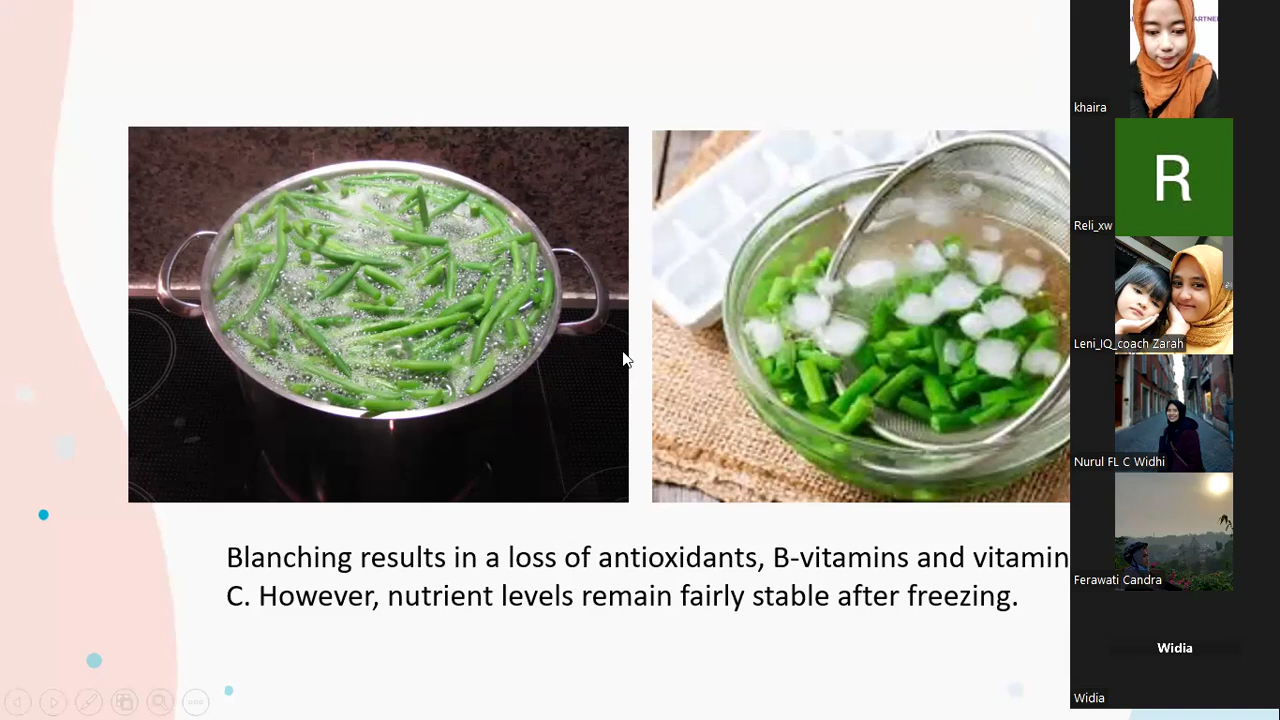 ARTNE
khaira
R
Reli_xw
Leni_IQ_coach Zarah
Nurul FL C Widhi
Blanching results in a loss of antioxidants, B-vitamins and vitamin
C. However, nutrient levels remain fairly stable after freezing.
Ferawati Candra
Widia
Widia